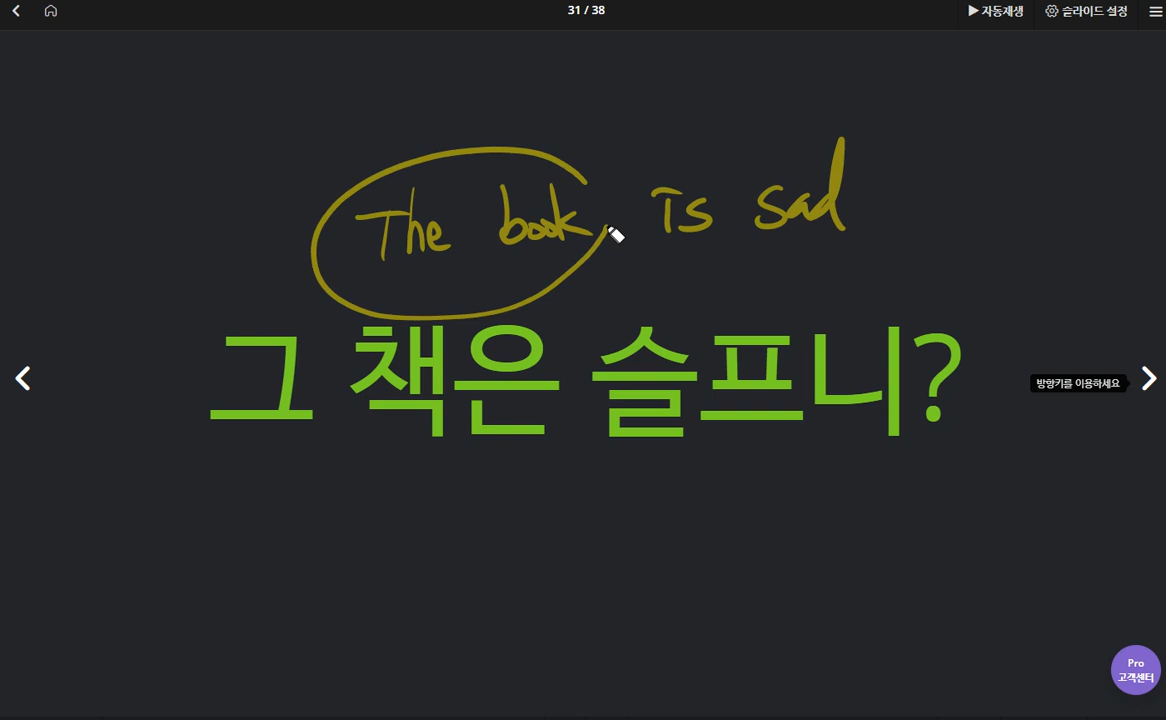 31 / 38
▶ 자동재생
슬라이드 설정
The book is sad
그 책은 슬프니?
방향키를 이용하세요
Pro
고객센터